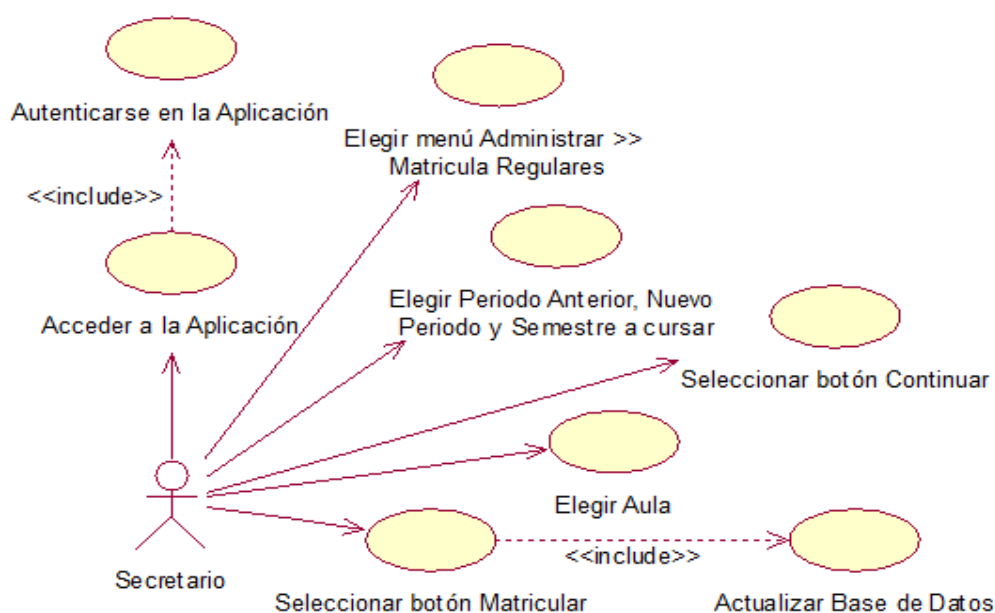 Autenticarse en la Aplicación
Elegir menú Administrar >>
Matricula Regulares
<<include>>
Elegir Periodo Anterior, Nuevo
Periodo y Semestre a cursar
Acceder a la Aplicación
Seleccionar botón Continuar
Elegir Aula
<<include>>
Secretario
Seleccionar botón Matricular
Actualizar Base de Datos